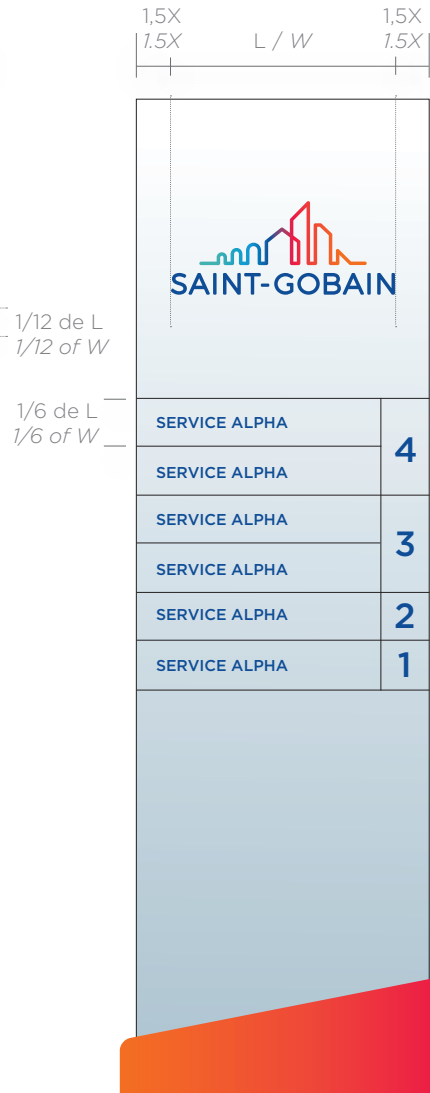 1,5X 1,5X
1.5X L / W 1.5X
SAINT-GOBAIN
1/12 de L
1/12 of W
1/6 de L
1/6 of W
SERVICE ALPHA
4
SERVICE ALPHA
SERVICE ALPHA
3
SERVICE ALPHA
SERVICE ALPHA 2
SERVICE ALPHA 1